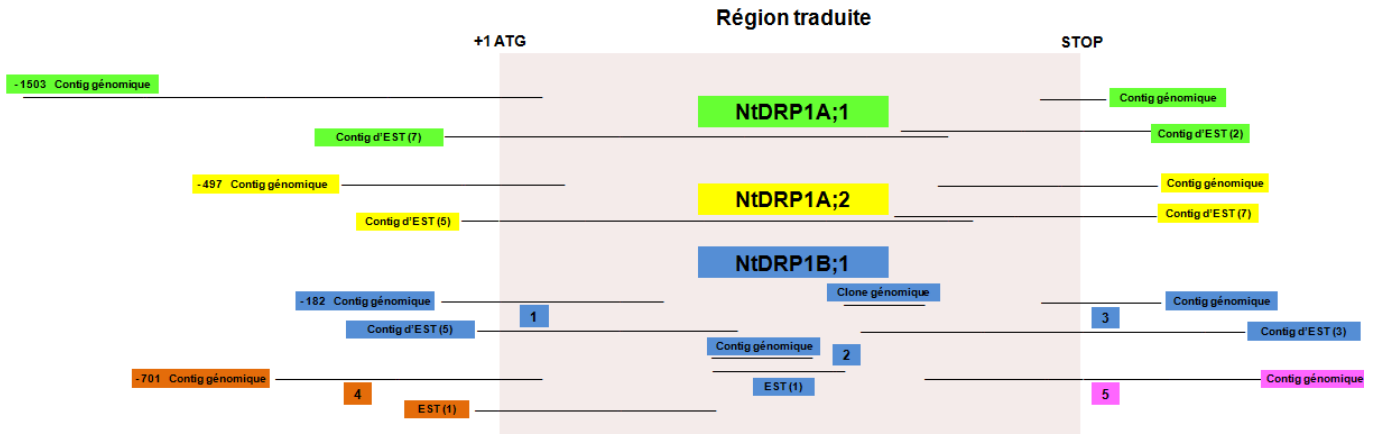 Région traduite
+1 ATG
STOP
-1503 Contig génomique
Contig génomique
NtDRP1A;1
Contig d'EST (7)
Contig d'EST (2)
-497 Contig génomique
Contig génomique
NtDRP1A;2
Contig d'EST (5)
Contig d'EST (7)
NtDRP1B;1
Clone génomique
-182 Contig génomique
Contig génomique
1
3
Contig d'EST (5)
Contig d'EST (3)
Contig génomique
2
-701 Contig génomique
EST (1)
Contig génomique
4
5
EST (1)